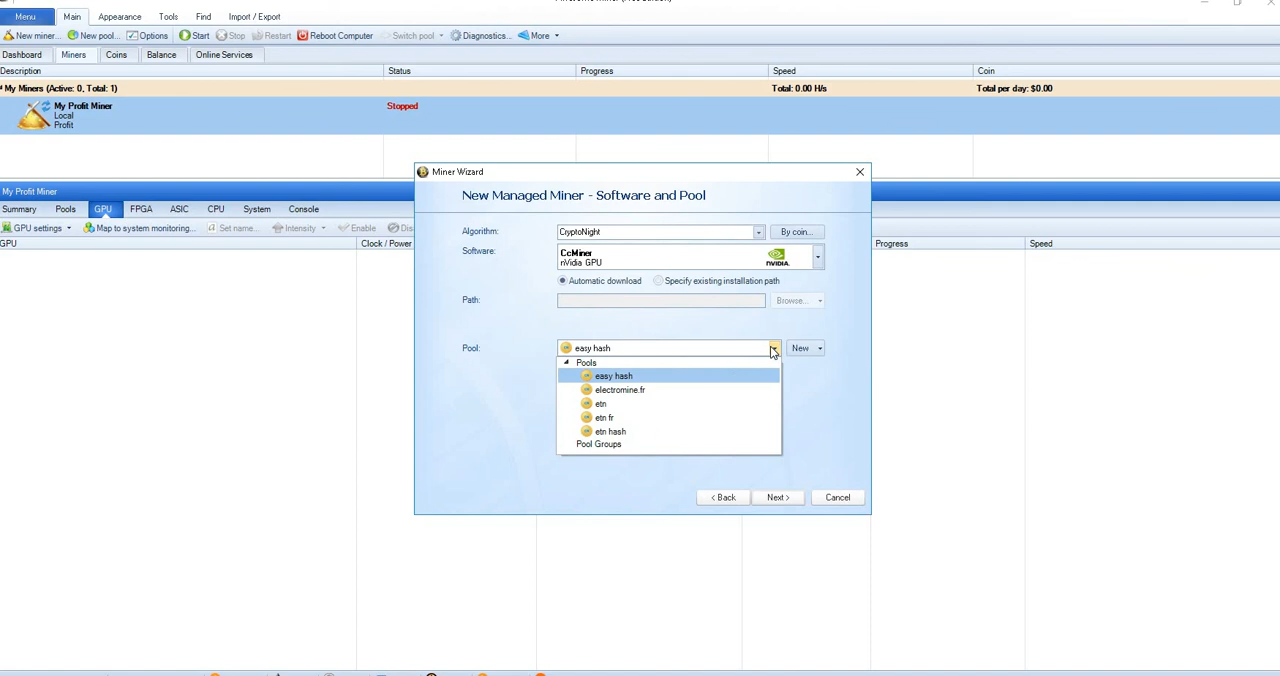 Menu Main Appearance Tools Find Import / Export
New miner... New pool... Options Start Stop Restart Reboot Computer Switch pool Diagnostics... More
Dashboard Miners Coins Balance Online Services
Description Status Progress Speed Coin
My Miners (Active: 0, Total: 1) Total: 0.00 H/s Total per day: $0.00
My Profit Miner Stopped
Local
Profit
Miner Wizard
My Profit Miner
New Managed Miner - Software and Pool
Summary Pools GPU FPGA ASIC CPU System Console
GPU settings Map to system monitoring... Set name... Intensity Enable
GPU Clock / Power Progress Speed
Algorithm: CryptoNight By coin...
Software: CcMiner
nVidia GPU NVIDIA.
Automatic download Specify existing installation path
Path: Browse...
Pool: easy hash New
Pools
easy hash
electromine.fr
etn
etn fr
etn hash
Pool Groups
< Back Next > Cancel